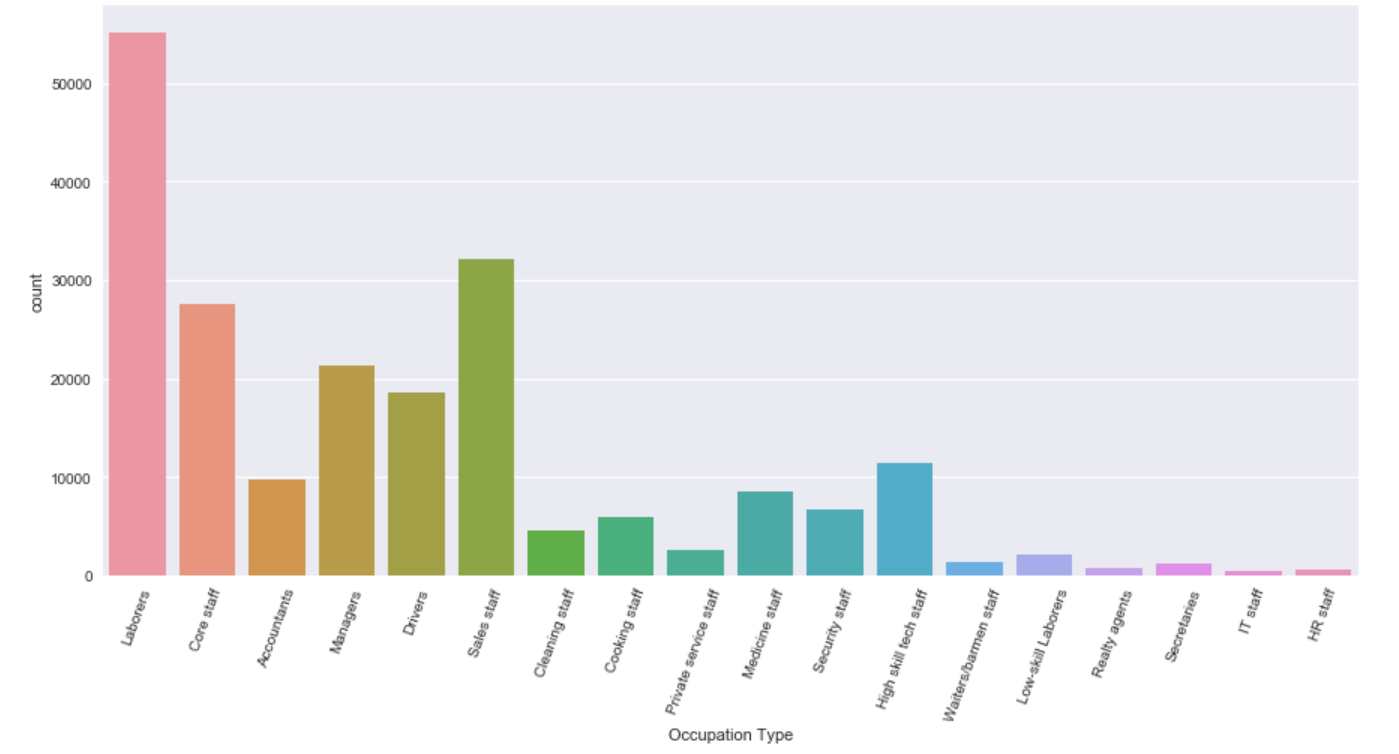 50000
40000
30000
20000
10000
0
count
Laborers
Core staff
Accountants
Managers
Drivers
Sales staff
Cleaning staff
Cooking staff
Private service staff
Medicine staff
Security staff
High skill tech staff
Waiters/barmen staff
Low-skill Laborers
Realty agents
Secretaries
IT staff
HR staff
Occupation Type